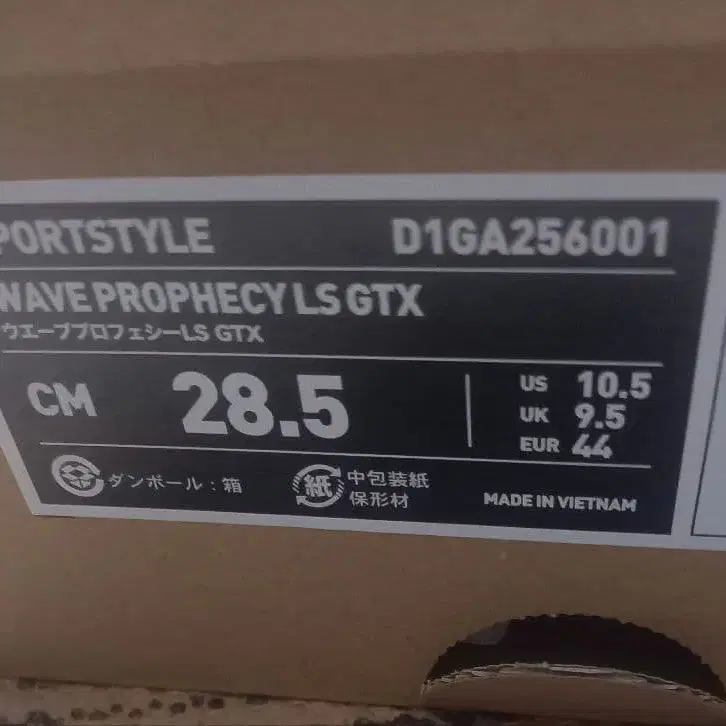 PORTSTYLE D1GA256001
WAVE PROPHECY LS GTX
ウエーブプロフェシーLS GTX
CM 28.5
US 10.5
UK 9.5
EUR 44
ダンボール：箱
紙 中包装紙
保形材
MADE IN VIETNAM